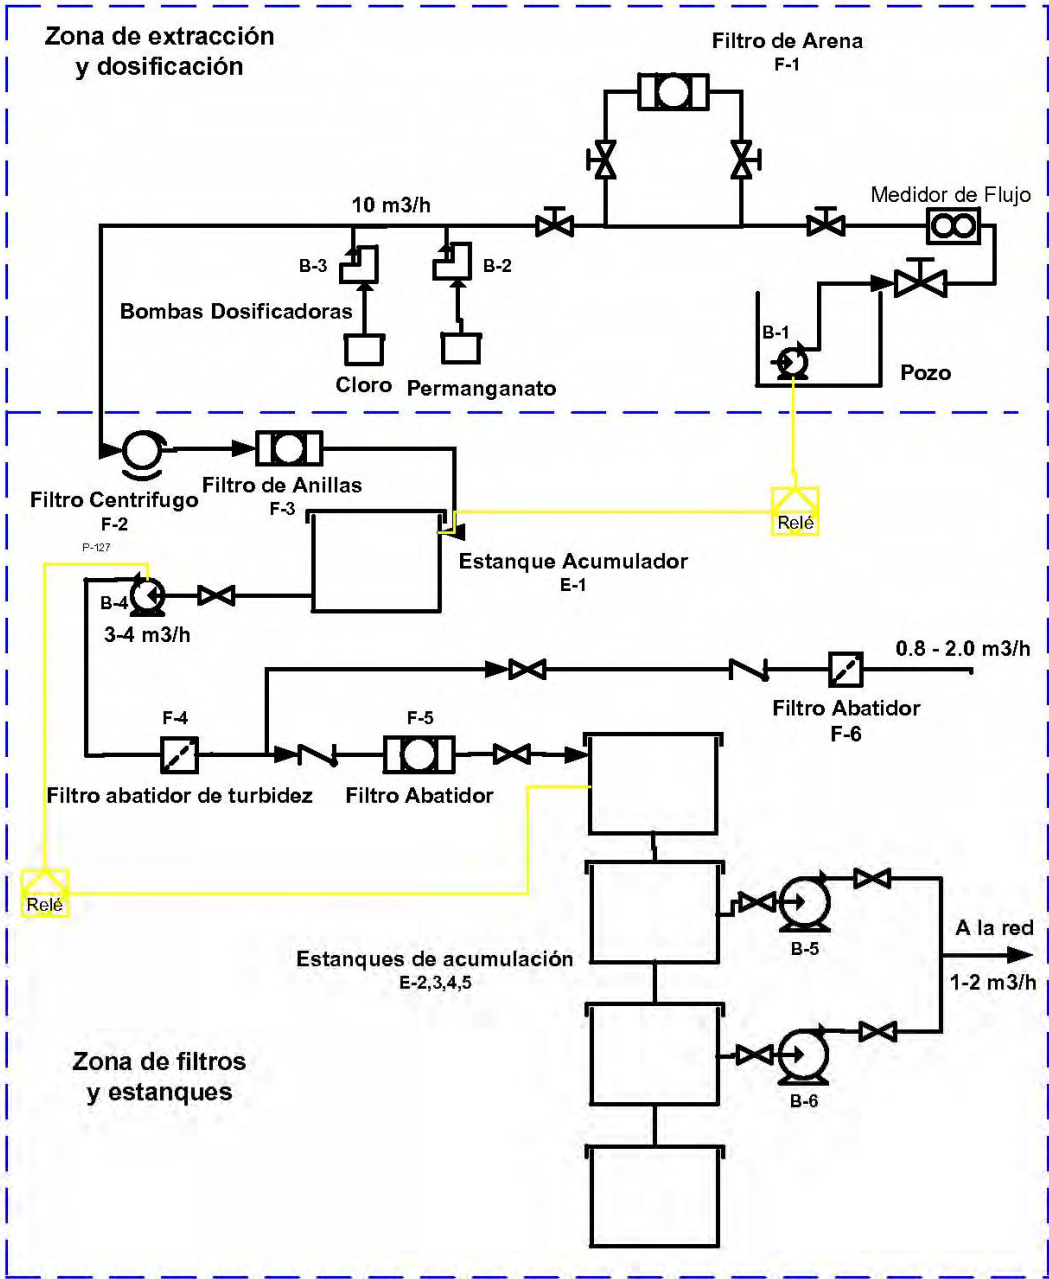 Zona de extracción
y dosificación
Filtro de Arena
F-1
Medidor de Flujo
10 m3/h
B-3
B-2
Bombas Dosificadoras
B-1
Cloro
Permanganato
Pozo
Filtro Centrifugo
F-2
Filtro de Anillas
F-3
Relé
P-127
Estanque Acumulador
E-1
B-4
3-4 m3/h
0.8 - 2.0 m3/h
Filtro Abatidor
F-6
F-4
F-5
Filtro abatidor de turbidez
Filtro Abatidor
Relé
B-5
A la red
1-2 m3/h
Estanques de acumulación
E-2,3,4,5
Zona de filtros
y estanques
B-6